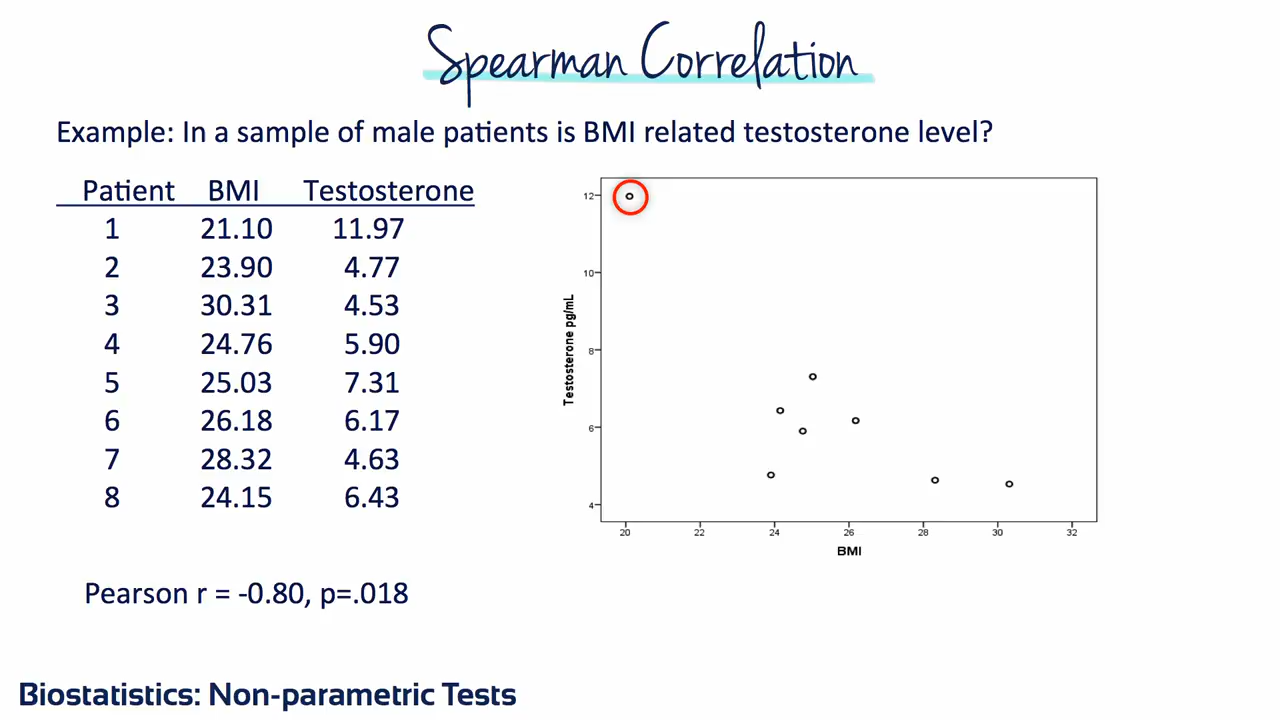 Spearman Correlation
Example: In a sample of male patients is BMI related testosterone level?
Patient BMI Testosterone
1 21.10 11.97
2 23.90 4.77
3 30.31 4.53
4 24.76 5.90
5 25.03 7.31
6 26.18 6.17
7 28.32 4.63
8 24.15 6.43
Pearson r = -0.80, p=.018
Testosterone pg/mL
12
10
8
6
4
20 22 24 26 28 30 32
BMI
Biostatistics: Non-parametric Tests